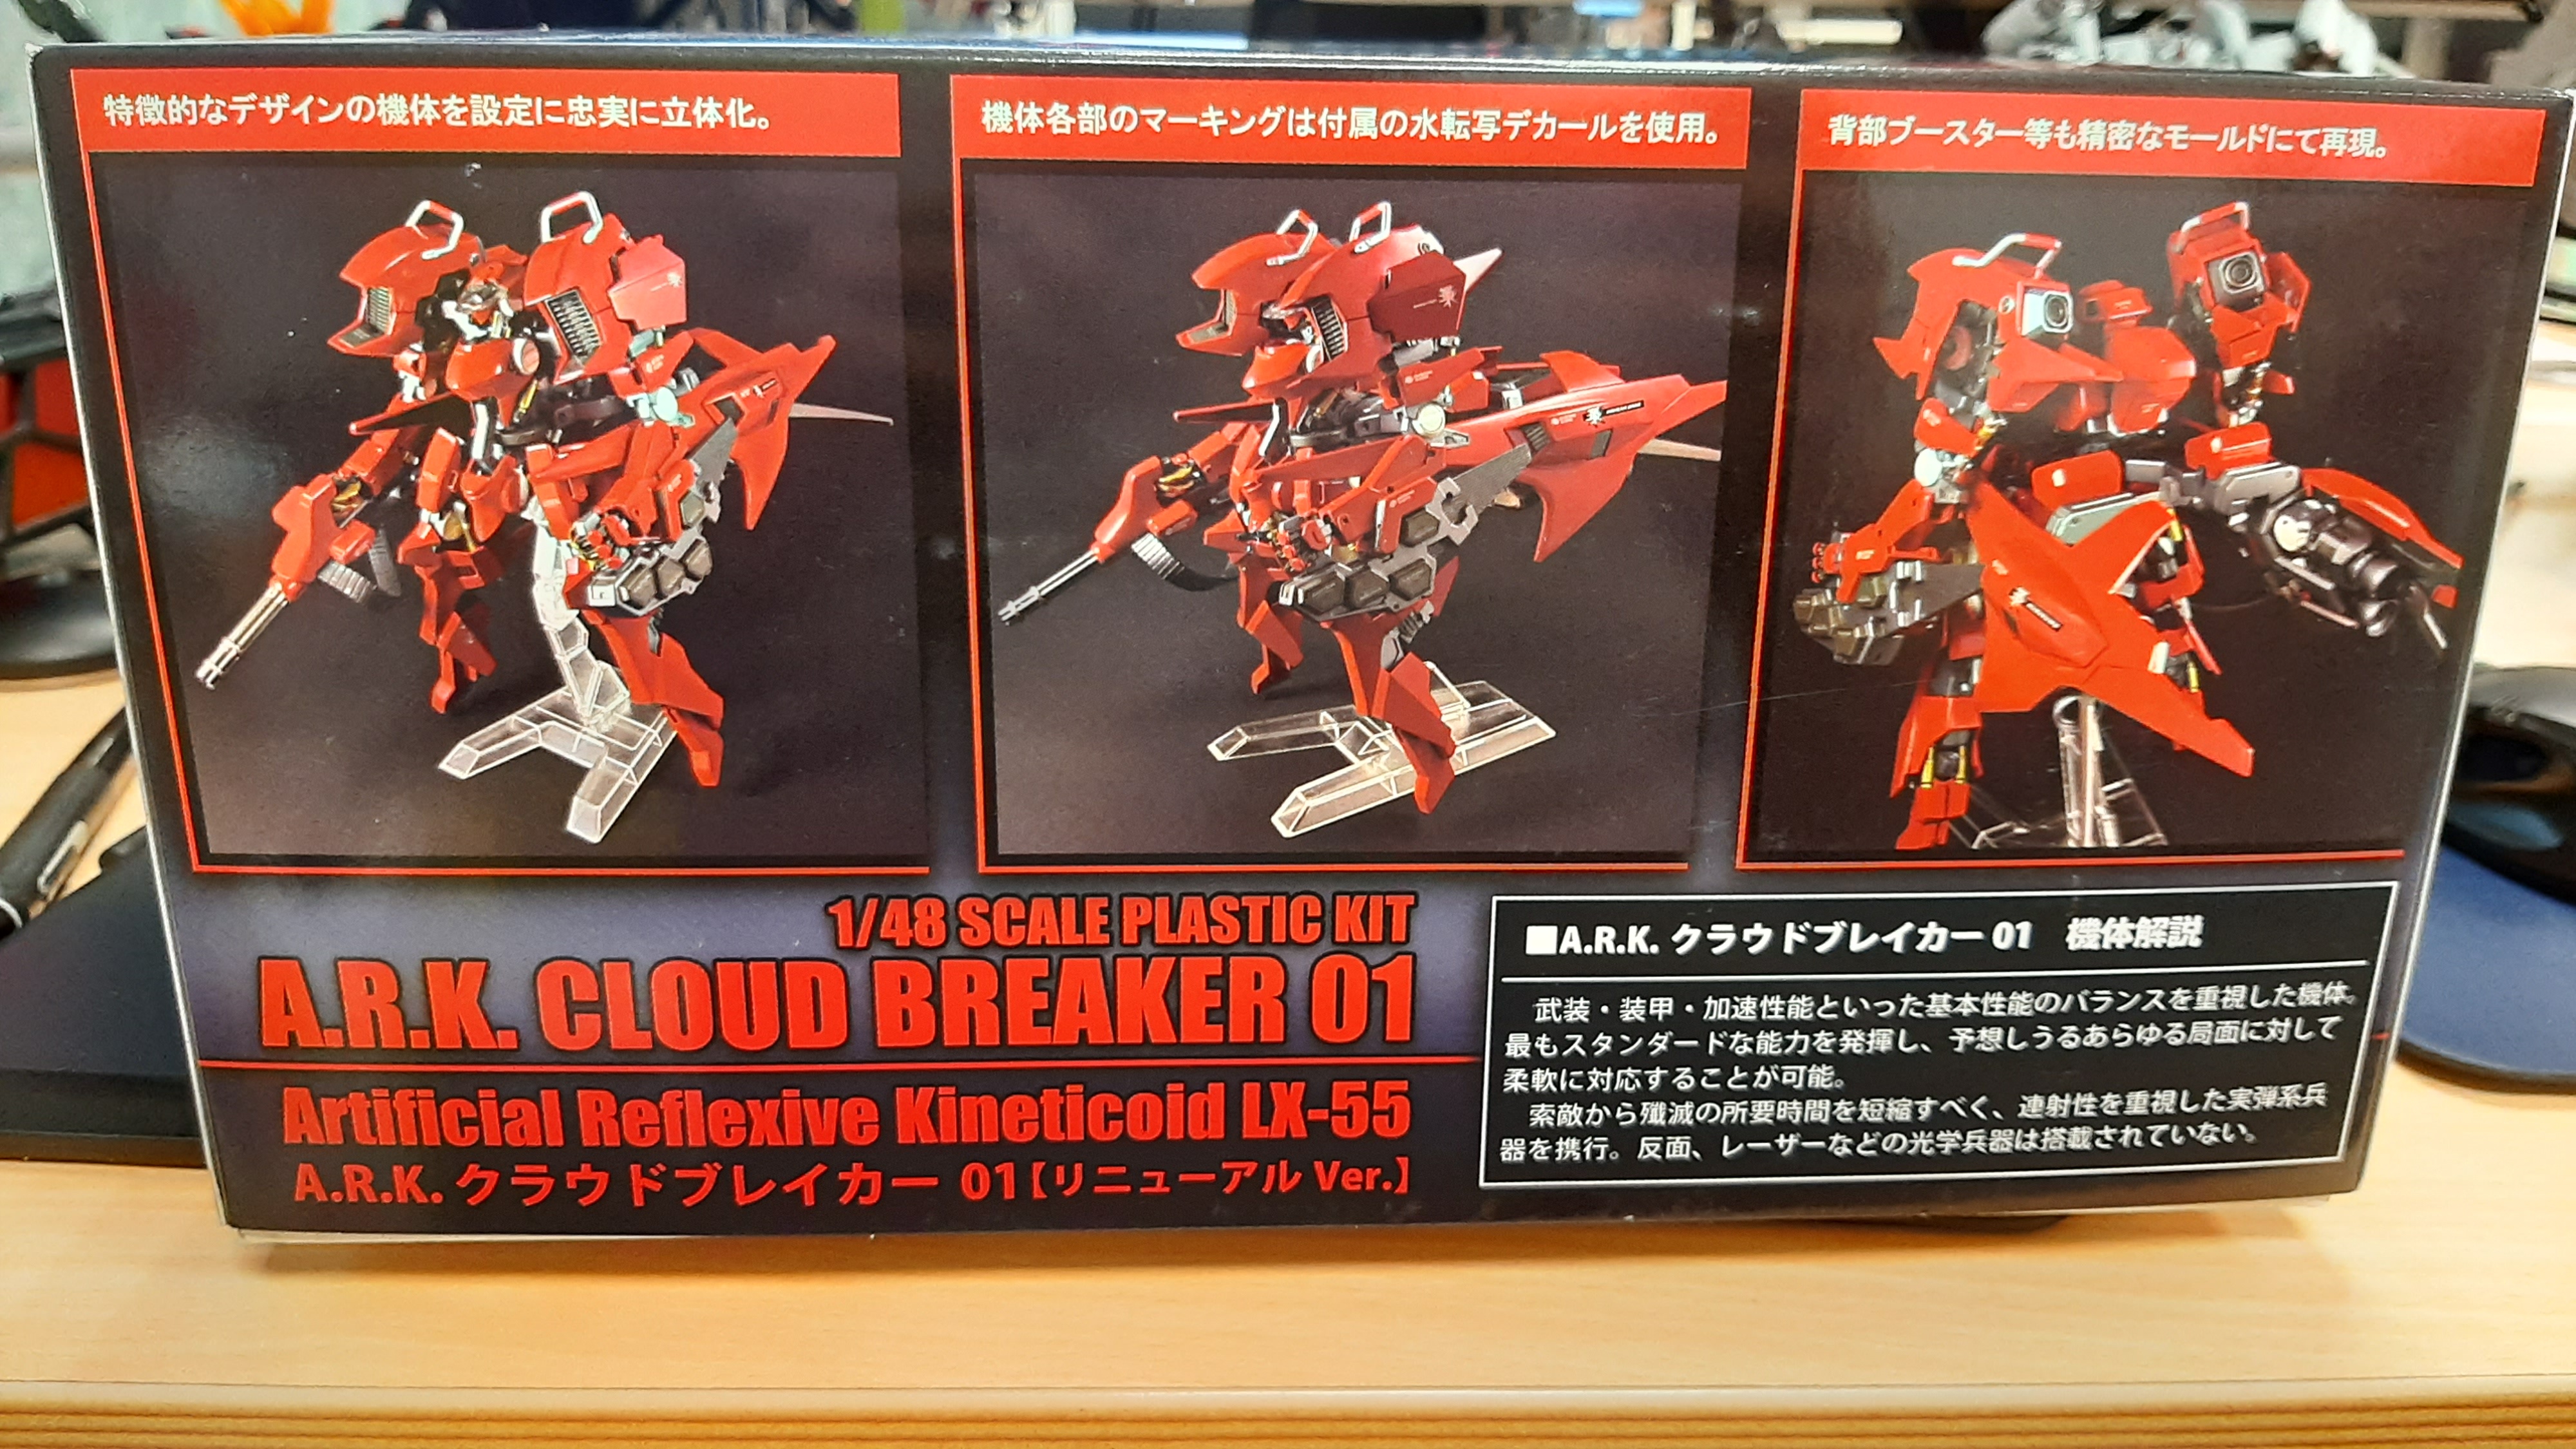 特徴的なデザインの機体を設定に忠実に立体化。
機体各部のマーキングは付属の水転写デカールを使用。
背部ブースター等も精密なモールドにて再現。
1/48 SCALE PLASTIC KIT
A.R.K. CLOUD BREAKER 01
Artificial Reflexive Kineticoid LX-55
A.R.K. クラウドブレイカー 01【リニューアル Ver.】
■A.R.K. クラウドブレイカー 01 機体解説
武装・装甲・加速性能といった基本性能のバランスを重視した機体。
最もスタンダードな能力を発揮し、予想しうるあらゆる局面に対して
柔軟に対応することが可能。
索敵から殲滅の所要時間を短縮すべく、連射性を重視した実弾系兵
器を携行。反面、レーザーなどの光学兵器は搭載されていない。